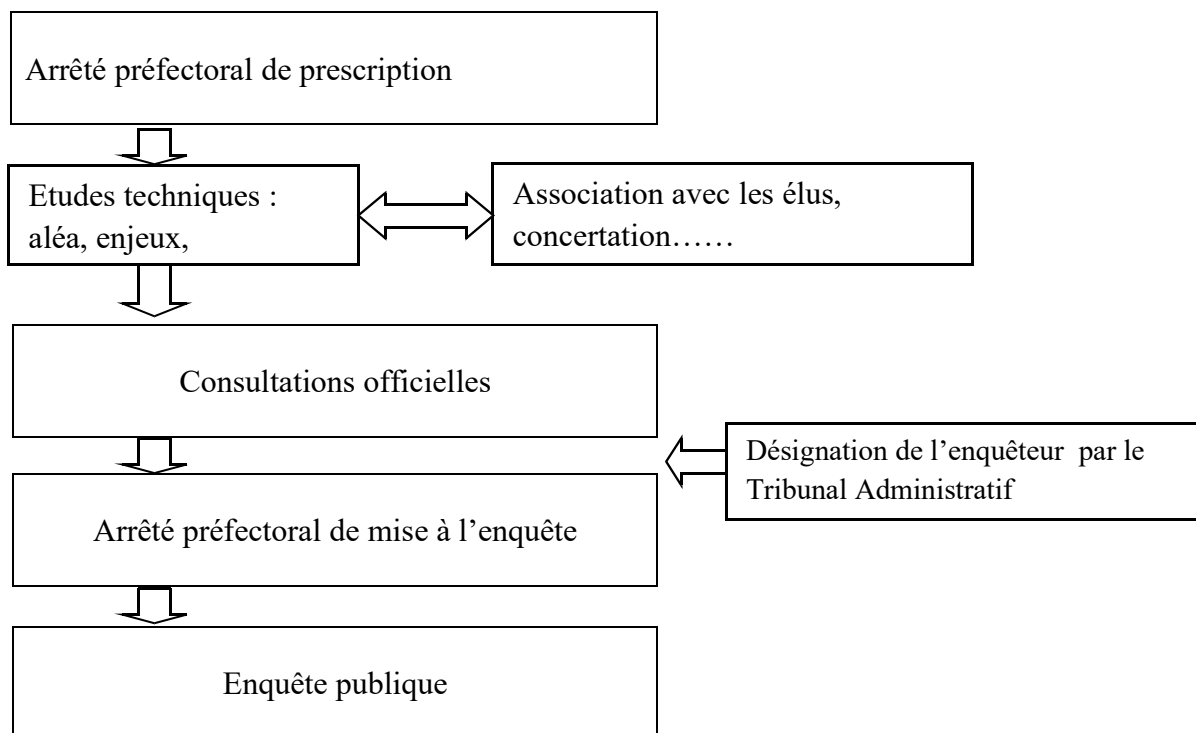 Arrêté préfectoral de prescription
Etudes techniques :
aléa, enjeux,
Association avec les élus,
concertation……
Consultations officielles
Désignation de l’enquêteur  par le
Tribunal Administratif
Arrêté préfectoral de mise à l’enquête
Enquête publique